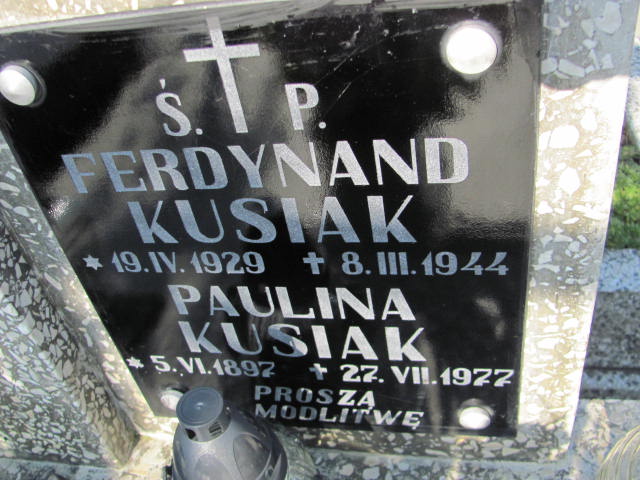 Ś. P.
FERDYNAND
KUSIAK
* 19.IV.1929 † 8.III.1944
PAULINA
KUSIAK
* 5.VI.1897 † 27.VII.1977
PROSZĄ
MODLITWĘ